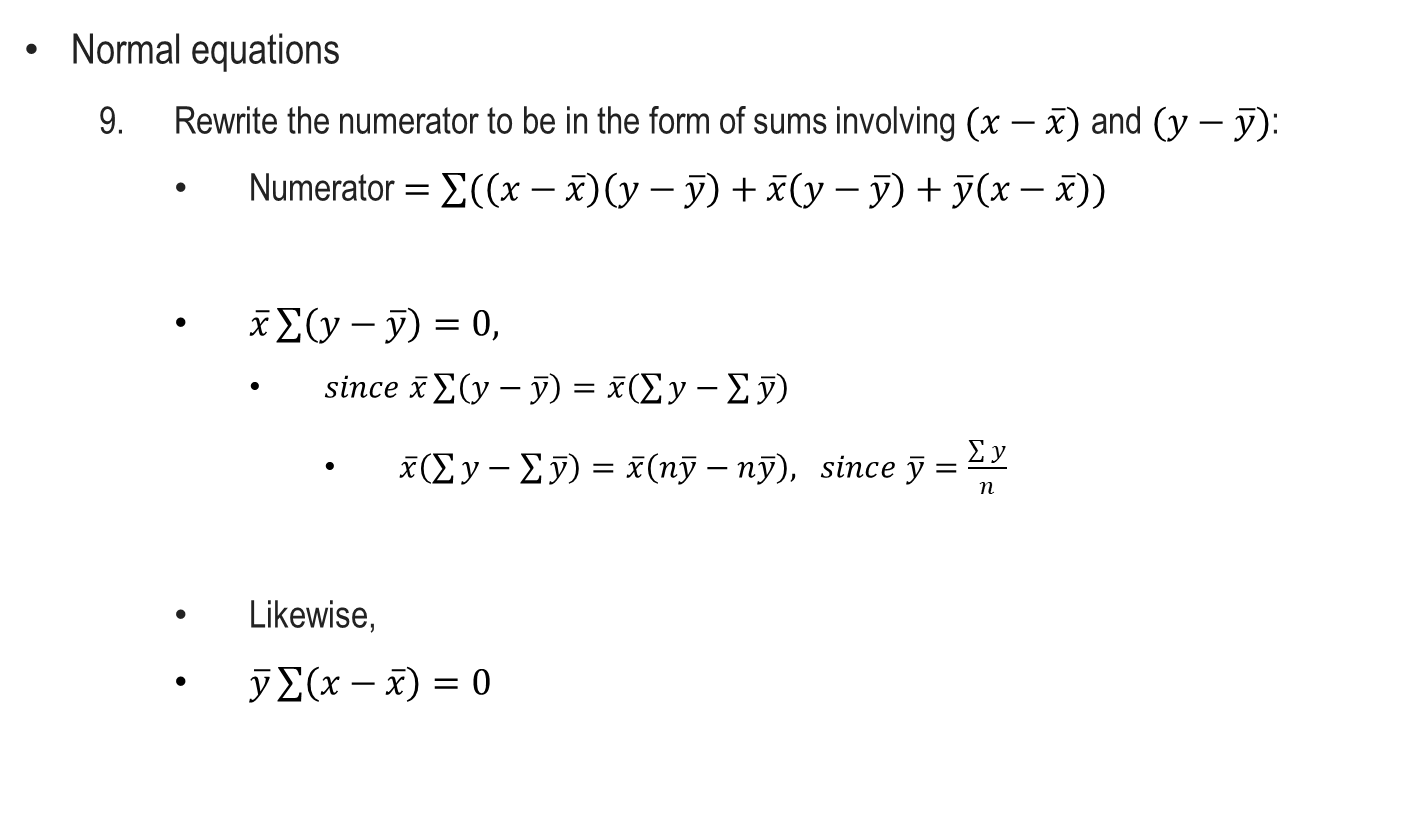 • Normal equations
9. Rewrite the numerator to be in the form of sums involving (x − x̄) and (y − ȳ):
• Numerator = ∑((x − x̄)(y − ȳ) + x̄(y − ȳ) + ȳ(x − x̄))
• x̄ ∑(y − ȳ) = 0,
• since x̄ ∑(y − ȳ) = x̄(∑ y − ∑ ȳ)
• x̄(∑ y − ∑ ȳ) = x̄(nȳ − nȳ), since ȳ = ∑ y / n
• Likewise,
• ȳ ∑(x − x̄) = 0